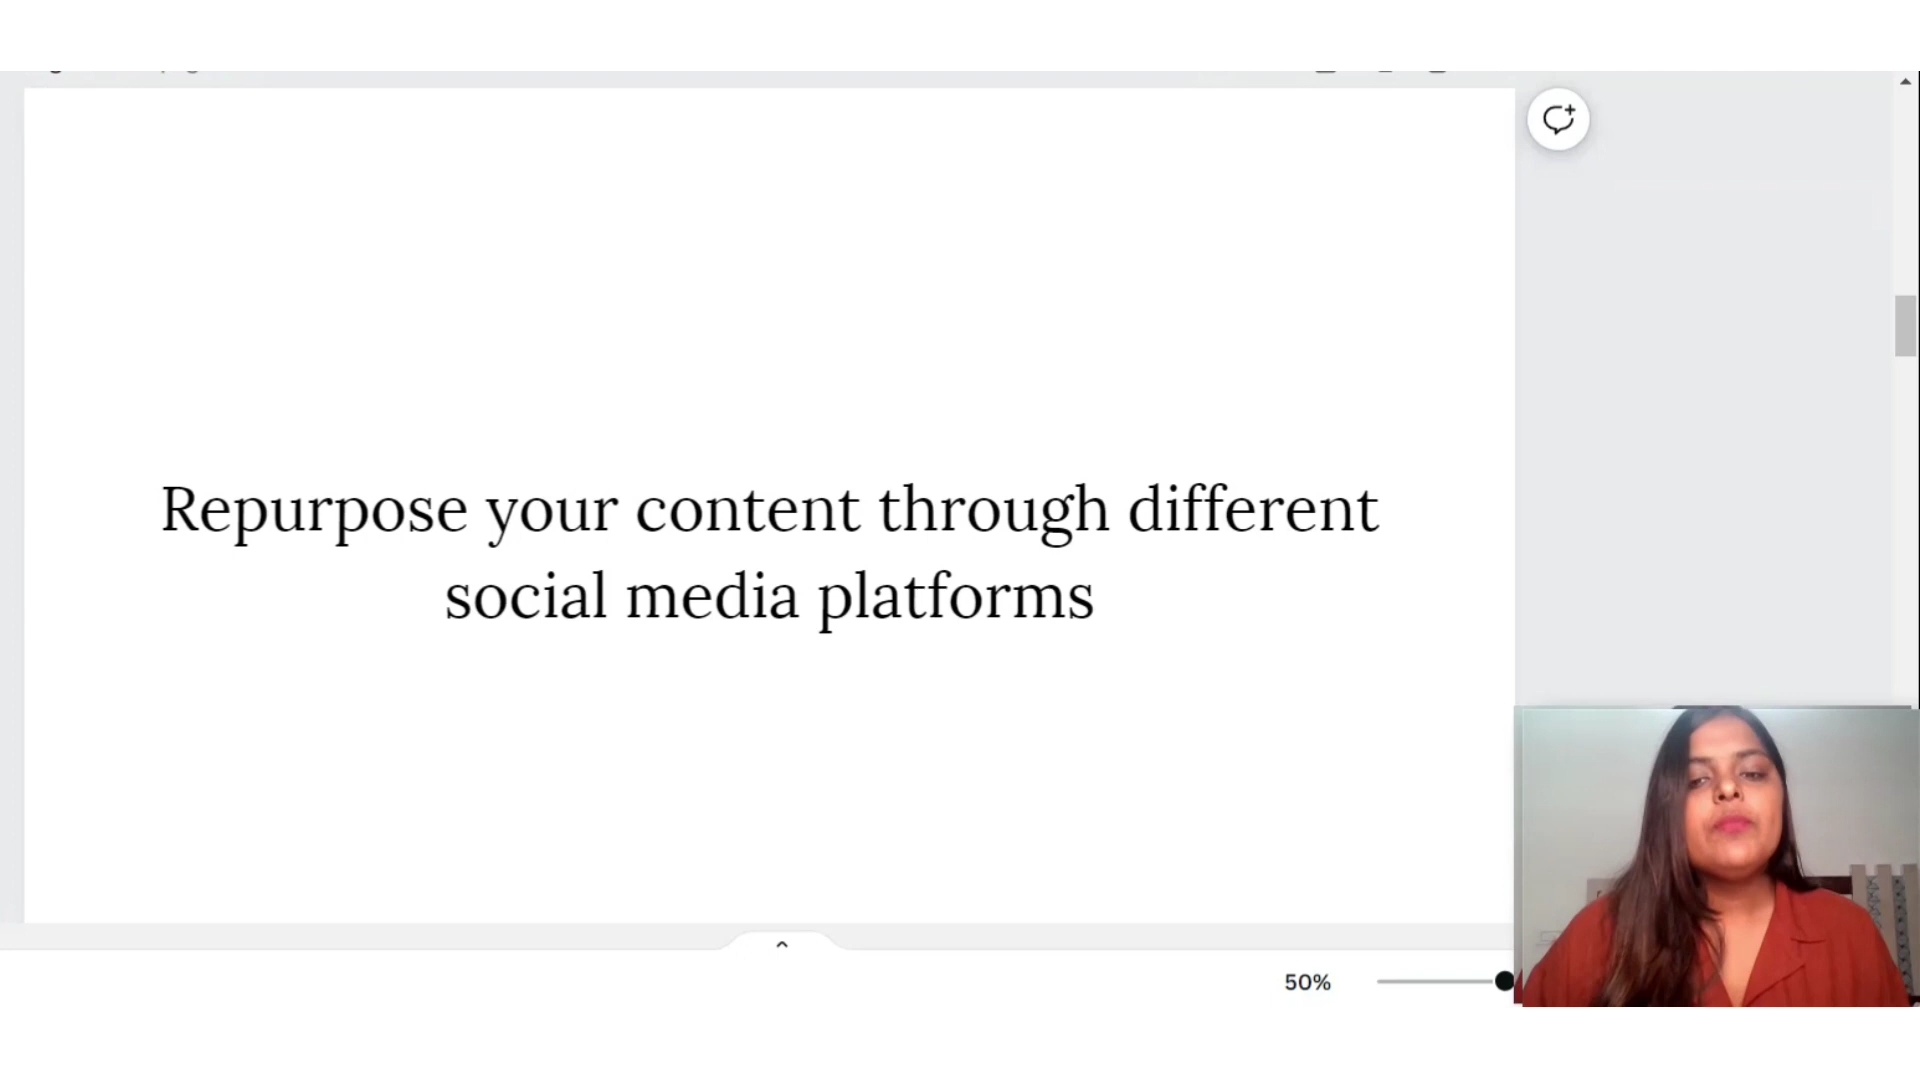 Repurpose your content through different
social media platforms
50%